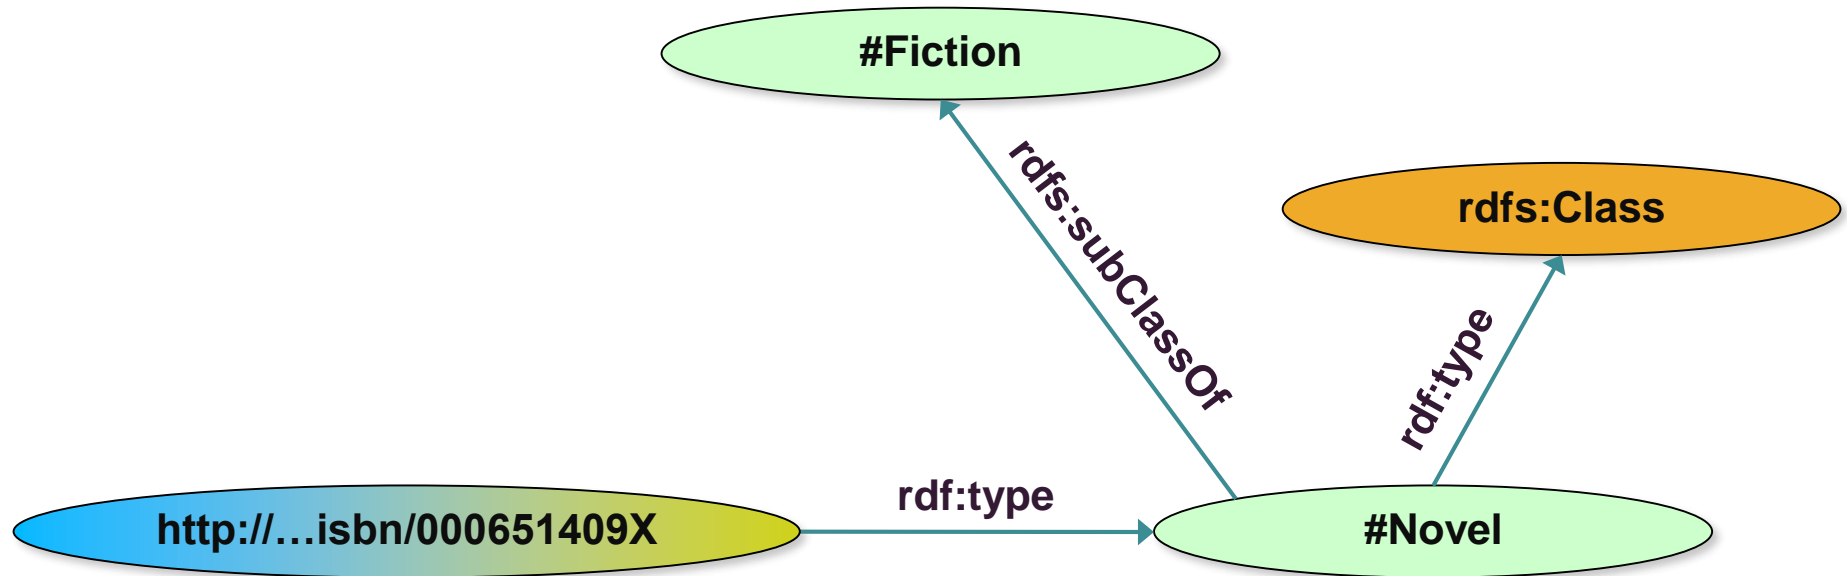 #Fiction
rdfs:subClassOf
rdfs:Class
rdf:type
rdf:type
http://…isbn/000651409X
#Novel